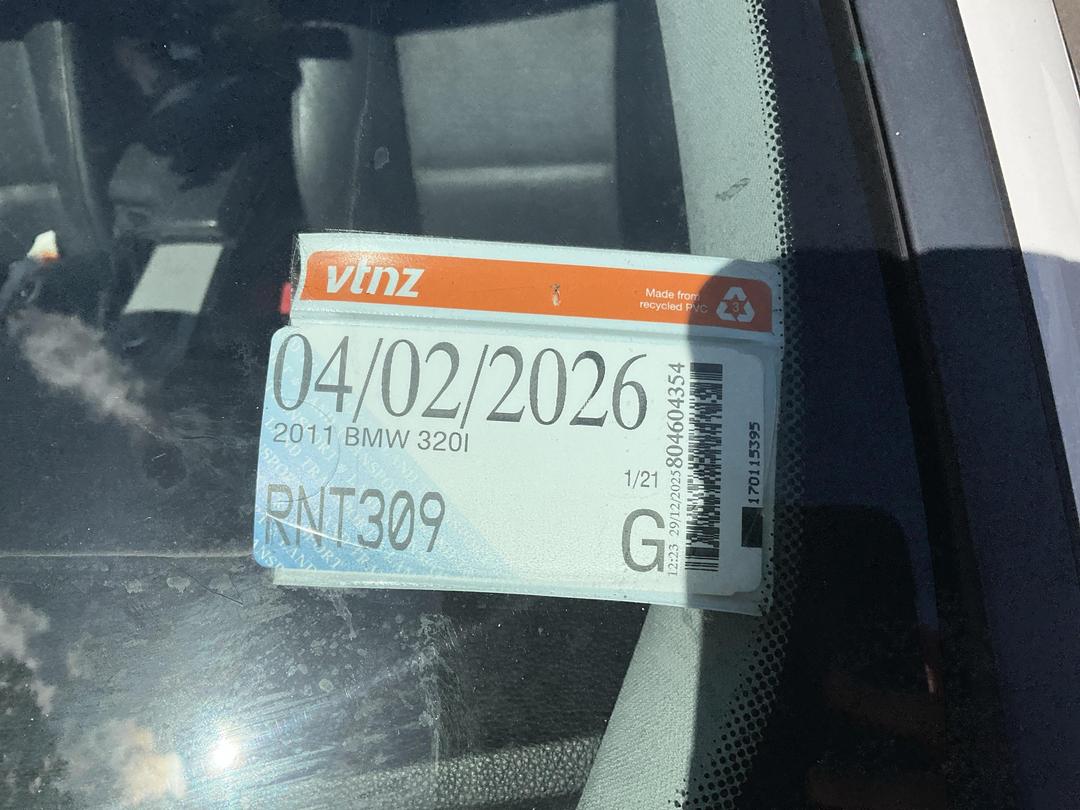 vtnz
Made from
recycled PVC
3
04/02/2026
2011 BMW 320I
1/21
RNT309
G
12:23 29/12/2025 804604354
170115395